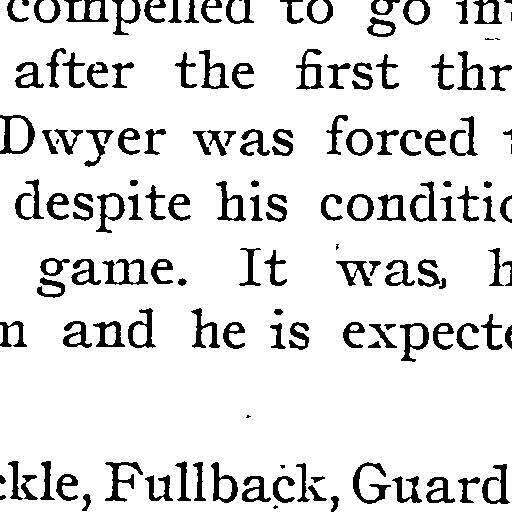 compelled to go int
after the first thr
Dwyer was forced t
despite his conditio
game. It was, h
m and he is expecte
ckle, Fullback, Guard